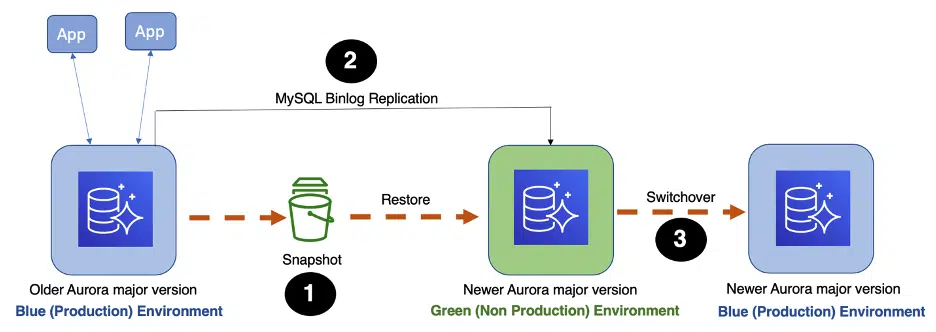 App
App
2
MySQL Binlog Replication
Restore
Switchover
3
Snapshot
1
Older Aurora major version
Blue (Production) Environment
Newer Aurora major version
Green (Non Production) Environment
Newer Aurora major version
Blue (Production) Environment